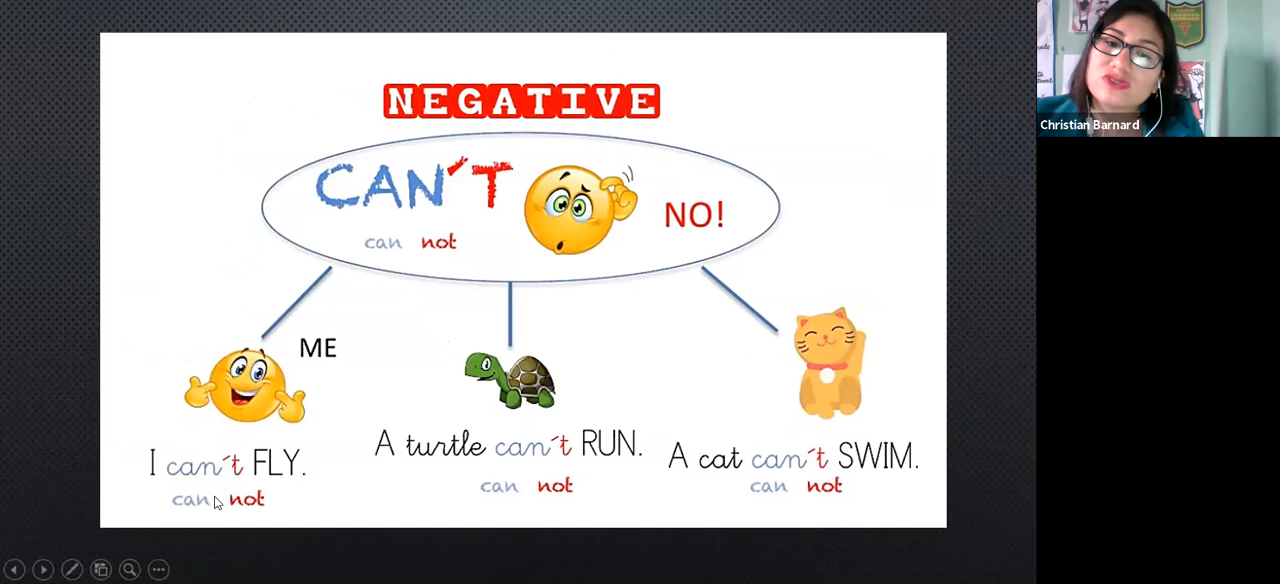 NEGATIVE
CAN´T
NO!
can not
ME
I can´t FLY.
can not
A turtle can´t RUN.
can not
A cat can´t SWIM.
can not
Christian Barnard